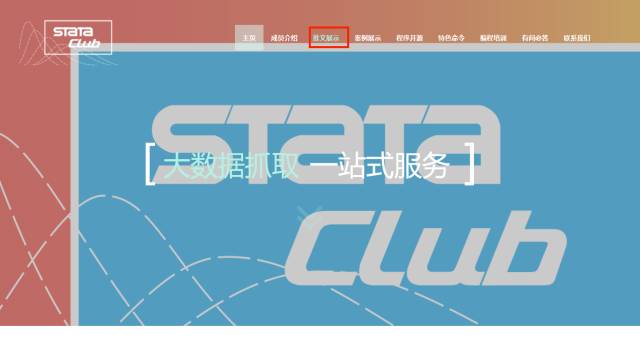 STATA
Club
主页 成员介绍 推文展示 案例展示 程序开源 特色命令 编程培训 有问必答 联系我们
STATA
[大数据抓取 一站式服务]
Club